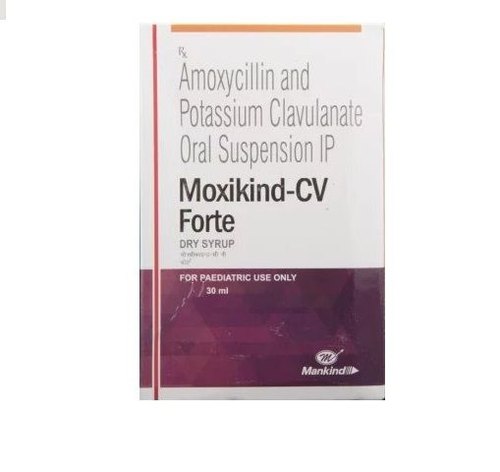 Rx
Amoxycillin and
Potassium Clavulanate
Oral Suspension IP
Moxikind-CV
Forte
DRY SYRUP
FOR PAEDIATRIC USE ONLY
30 ml
Mankind